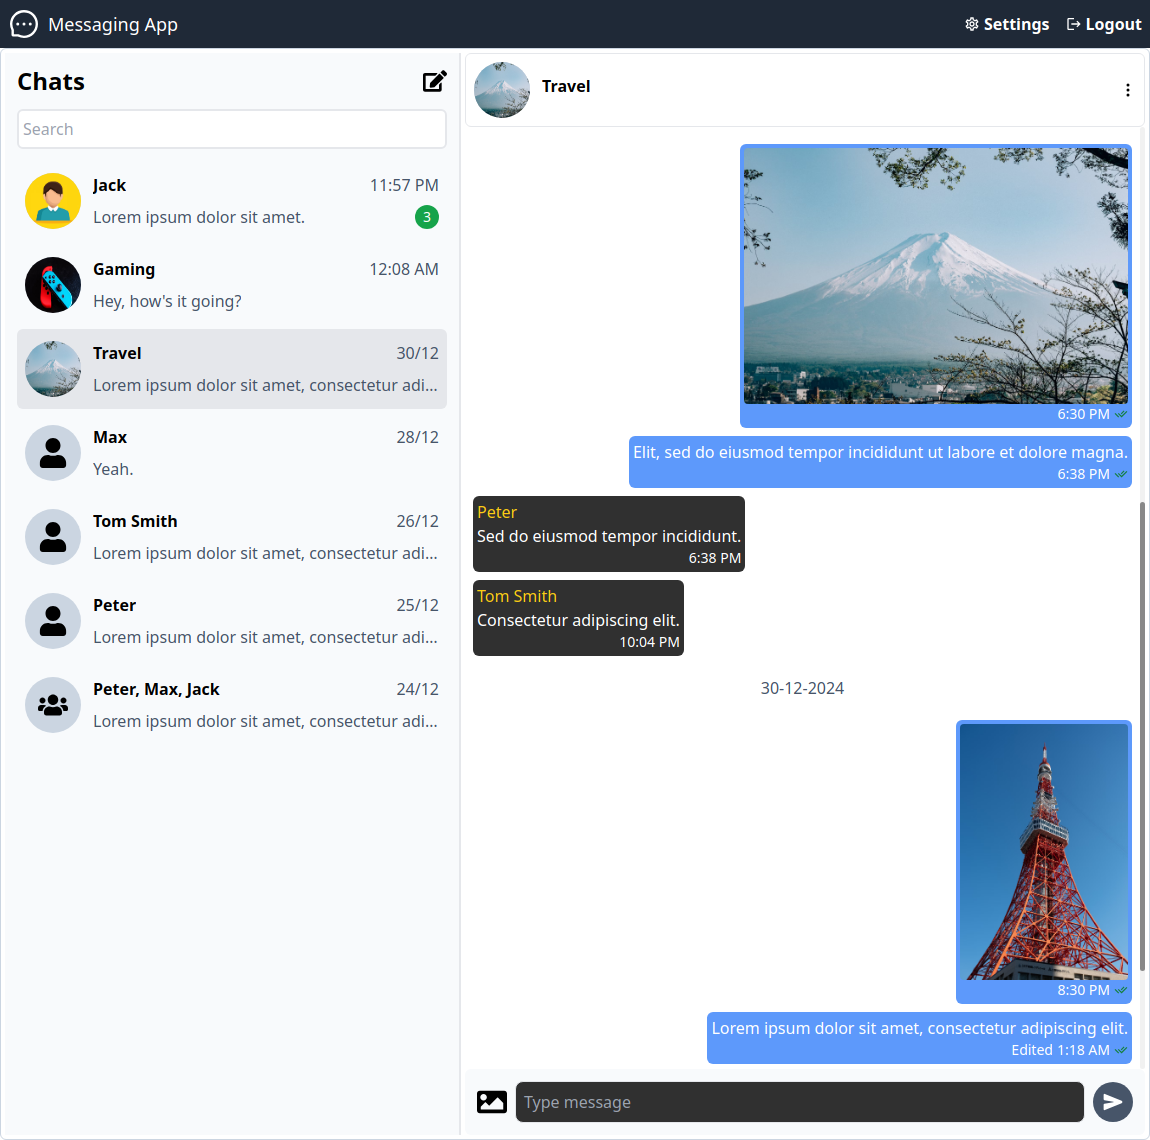 Messaging App
Settings
Logout
Chats
Search
Jack
11:57 PM
Lorem ipsum dolor sit amet.
3
Gaming
12:08 AM
Hey, how's it going?
Travel
30/12
Lorem ipsum dolor sit amet, consectetur adi...
Max
28/12
Yeah.
Tom Smith
26/12
Lorem ipsum dolor sit amet, consectetur adi...
Peter
25/12
Lorem ipsum dolor sit amet, consectetur adi...
Peter, Max, Jack
24/12
Lorem ipsum dolor sit amet, consectetur adi...
Travel
6:30 PM
Elit, sed do eiusmod tempor incididunt ut labore et dolore magna.
6:38 PM
Peter
Sed do eiusmod tempor incididunt.
6:38 PM
Tom Smith
Consectetur adipiscing elit.
10:04 PM
30-12-2024
8:30 PM
Lorem ipsum dolor sit amet, consectetur adipiscing elit.
Edited 1:18 AM
Type message